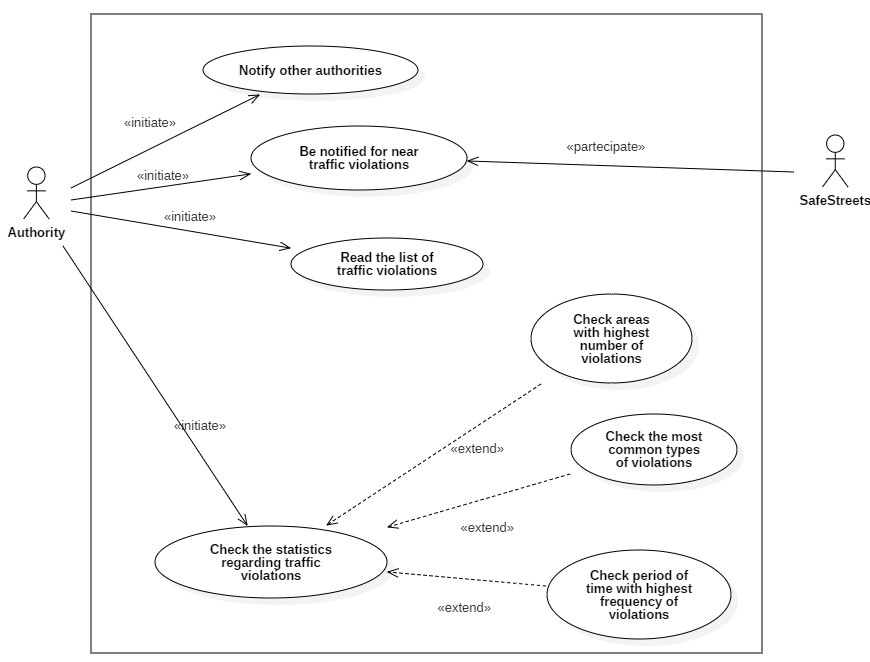 Notify other authorities
«initiate»
Be notified for near
traffic violations
«partecipate»
«initiate»
SafeStreets
«initiate»
Authority
Read the list of
traffic violations
Check areas
with highest
number of
violations
«initiate»
«extend»
Check the most
common types
of violations
«extend»
Check the statistics
regarding traffic
violations
Check period of
time with highest
frequency of
violations
«extend»